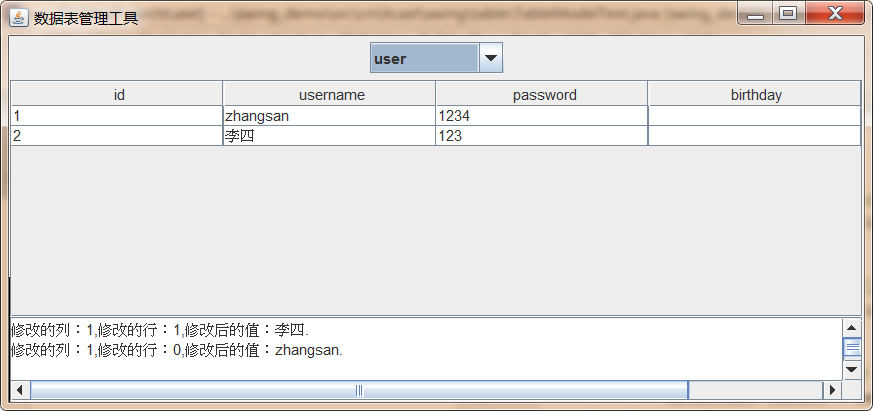 数据表管理工具
user
id username password birthday
1 zhangsan 1234
2 李四 123
修改的列：1,修改的行：1,修改后的值：李四.
修改的列：1,修改的行：0,修改后的值：zhangsan.